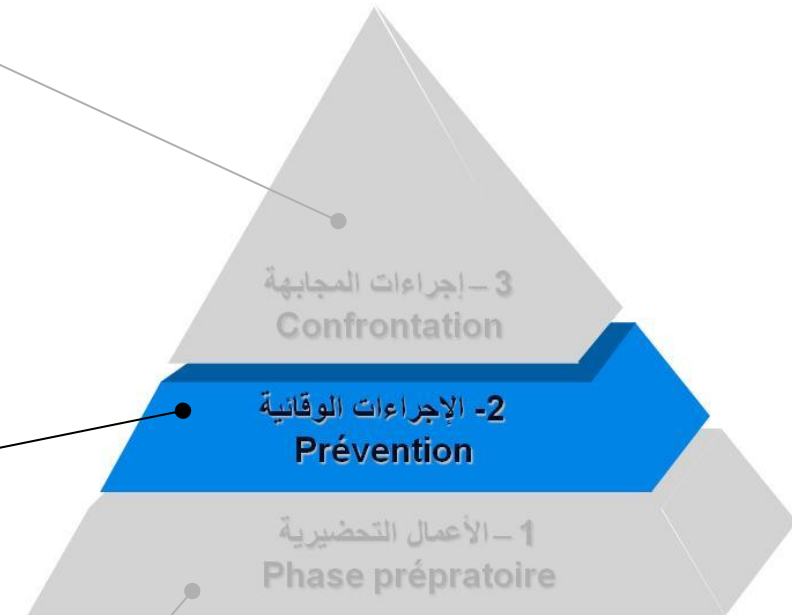 3 – إجراءات المجابهة
Confrontation
2- الإجراءات الوقائية
Prévention
1 – الأعمال التحضيرية
Phase prépratoire